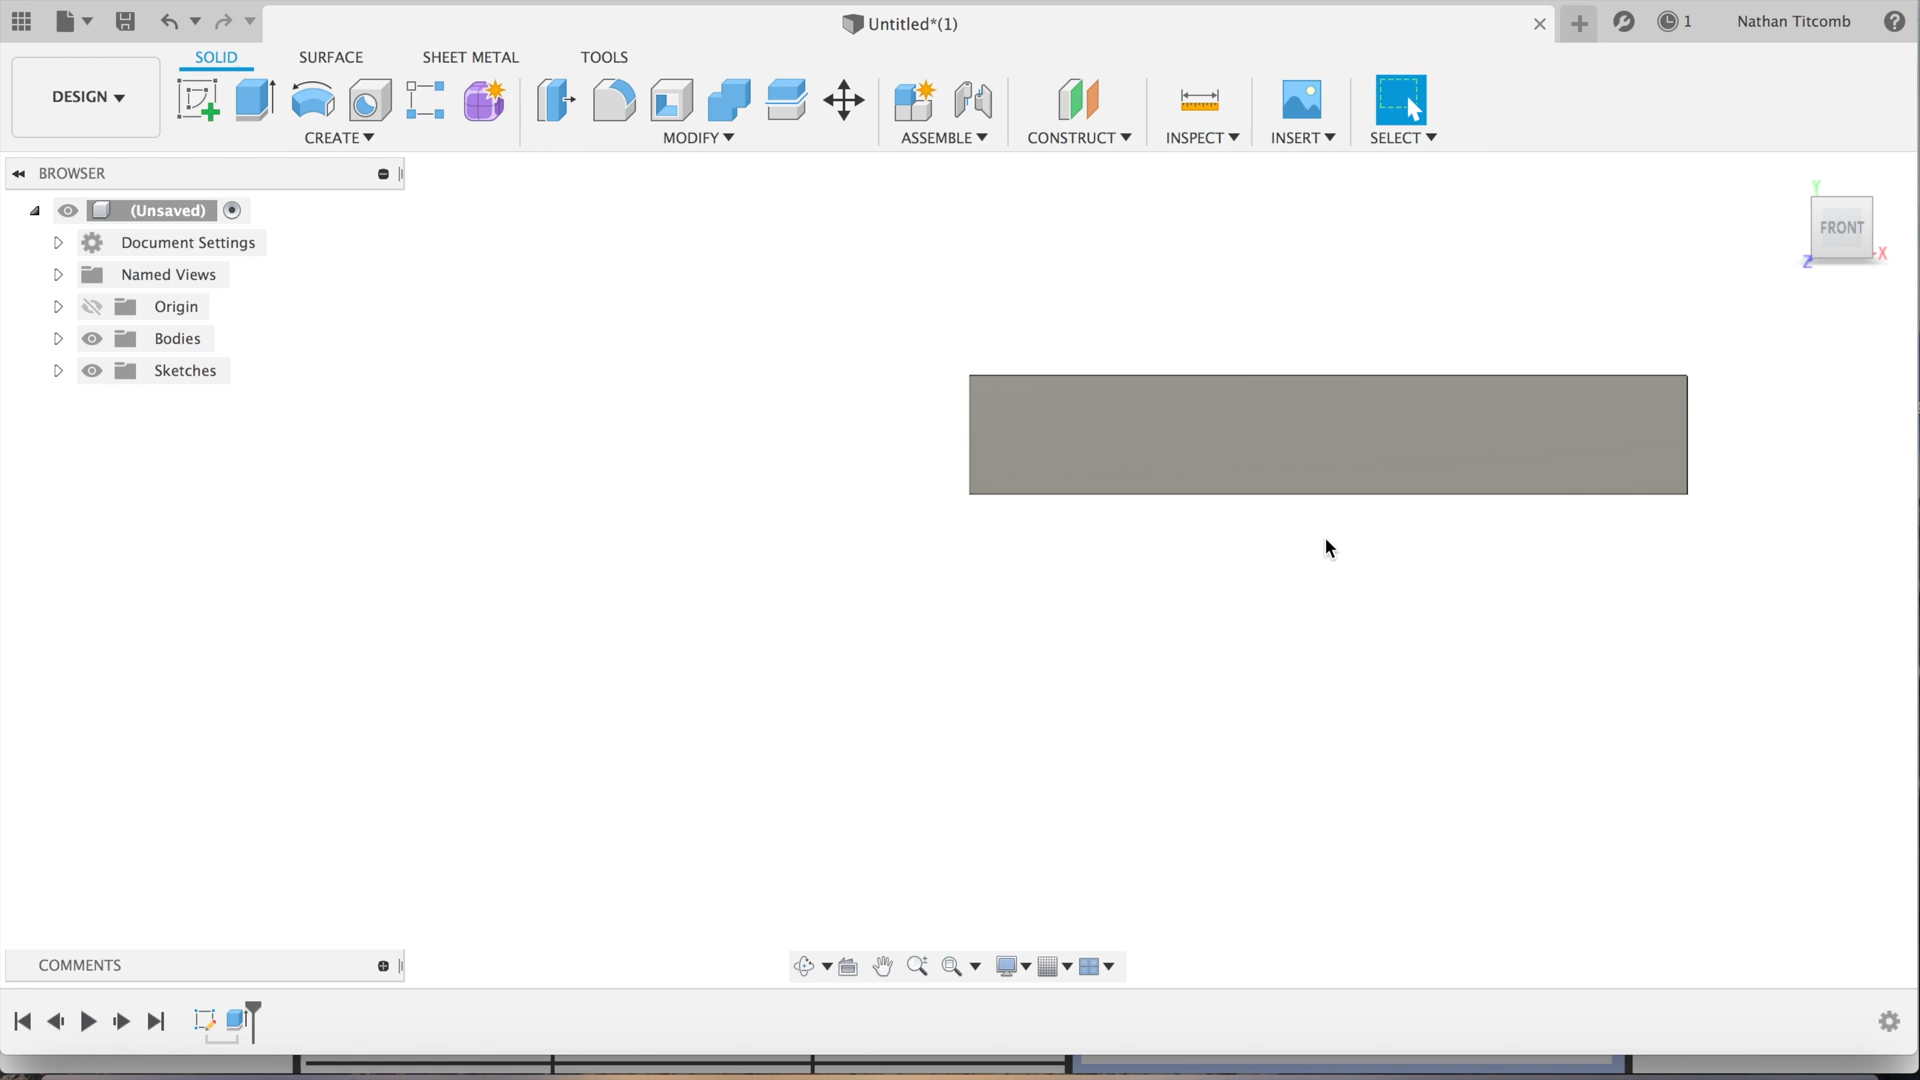 Untitled*(1)
1
Nathan Titcomb
SOLID
SURFACE
SHEET METAL
TOOLS
DESIGN
CREATE
MODIFY
ASSEMBLE
CONSTRUCT
INSPECT
INSERT
SELECT
BROWSER
(Unsaved)
Document Settings
Named Views
Origin
Bodies
Sketches
Y
FRONT
X
Z
COMMENTS